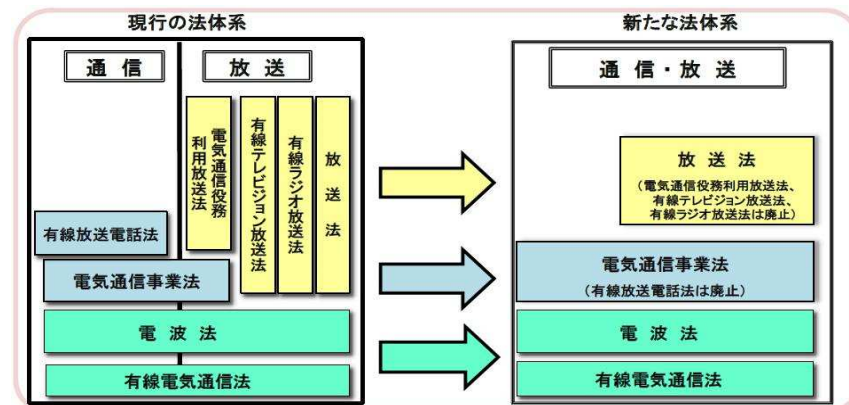 現行の法体系
新たな法体系
通信
放送
電気通信役務
利用放送法
有線テレビジョン放送法
有線ラジオ放送法
放送法
有線放送電話法
電気通信事業法
電波法
有線電気通信法
通信・放送
放送法
（電気通信役務利用放送法、
有線テレビジョン放送法、
有線ラジオ放送法は廃止）
電気通信事業法
（有線放送電話法は廃止）
電波法
有線電気通信法